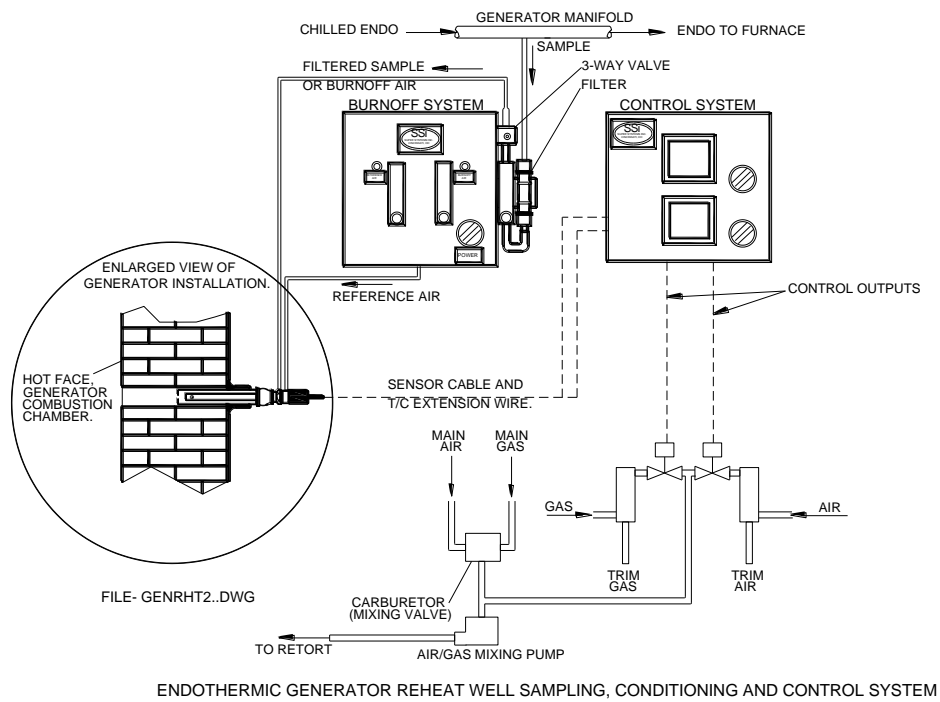 GENERATOR MANIFOLD
CHILLED ENDO
ENDO TO FURNACE
SAMPLE
FILTERED SAMPLE
OR BURNOFF AIR
3-WAY VALVE
FILTER
BURNOFF SYSTEM
CONTROL SYSTEM
SSi
SSi
POWER
ENLARGED VIEW OF
GENERATOR INSTALLATION.
REFERENCE AIR
CONTROL OUTPUTS
HOT FACE,
GENERATOR
COMBUSTION
CHAMBER.
SENSOR CABLE AND
T/C EXTENSION WIRE.
MAIN
AIR
MAIN
GAS
GAS
AIR
TRIM
GAS
TRIM
AIR
FILE- GENRHT2..DWG
CARBURETOR
(MIXING VALVE)
TO RETORT
AIR/GAS MIXING PUMP
ENDOTHERMIC GENERATOR REHEAT WELL SAMPLING, CONDITIONING AND CONTROL SYSTEM